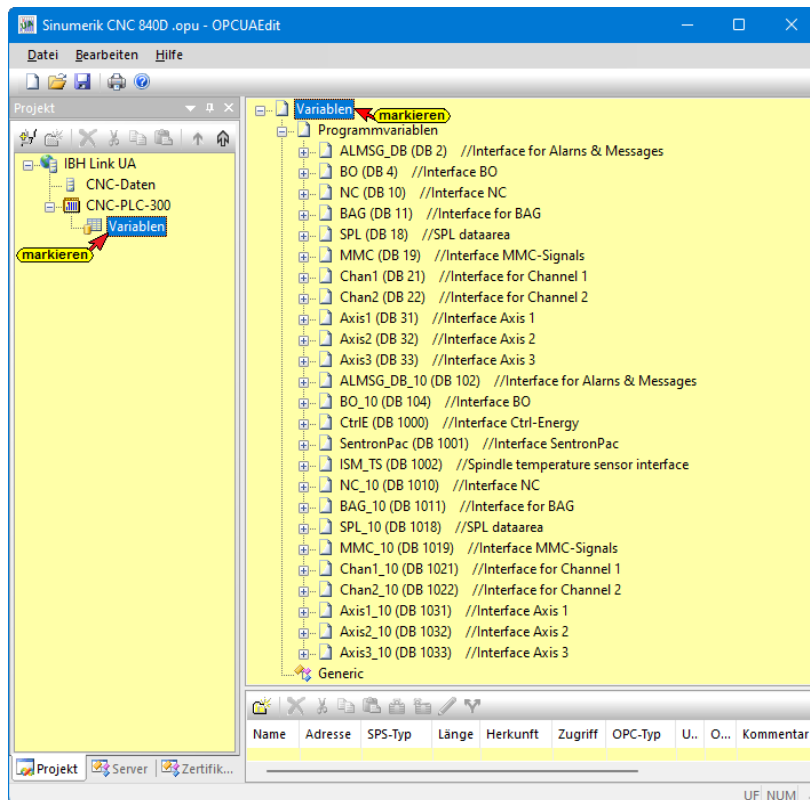 Sinumerik CNC 840D .opu - OPCUAEdit
Datei Bearbeiten Hilfe
Projekt
IBH Link UA
CNC-Daten
CNC-PLC-300
Variablen
markieren
Projekt Server Zertifik...
Variablen
markieren
Programmvariablen
ALMSG_DB (DB 2) //Interface for Alarns & Messages
BO (DB 4) //Interface BO
NC (DB 10) //Interface NC
BAG (DB 11) //Interface for BAG
SPL (DB 18) //SPL dataarea
MMC (DB 19) //Interface MMC-Signals
Chan1 (DB 21) //Interface for Channel 1
Chan2 (DB 22) //Interface for Channel 2
Axis1 (DB 31) //Interface Axis 1
Axis2 (DB 32) //Interface Axis 2
Axis3 (DB 33) //Interface Axis 3
ALMSG_DB_10 (DB 102) //Interface for Alarns & Messages
BO_10 (DB 104) //Interface BO
CtrlE (DB 1000) //Interface Ctrl-Energy
SentronPac (DB 1001) //Interface SentronPac
ISM_TS (DB 1002) //Spindle temperature sensor interface
NC_10 (DB 1010) //Interface NC
BAG_10 (DB 1011) //Interface for BAG
SPL_10 (DB 1018) //SPL dataarea
MMC_10 (DB 1019) //Interface MMC-Signals
Chan1_10 (DB 1021) //Interface for Channel 1
Chan2_10 (DB 1022) //Interface for Channel 2
Axis1_10 (DB 1031) //Interface Axis 1
Axis2_10 (DB 1032) //Interface Axis 2
Axis3_10 (DB 1033) //Interface Axis 3
Generic
Name Adresse SPS-Typ Länge Herkunft Zugriff OPC-Typ U.. O... Kommentar
UF NUM